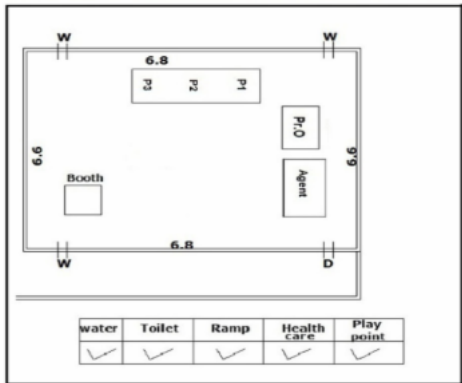 W W
6.8
P3 P2 P1
Pr.O
6.6 6.6
Agent
Booth
6.8
W D
water Toilet Ramp Health care Play point